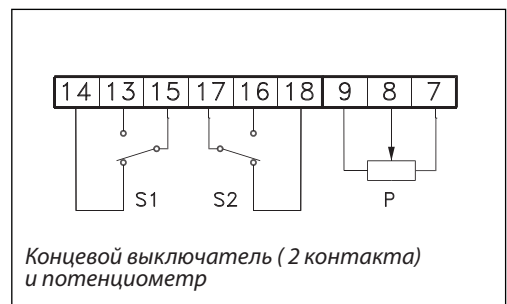 14 13 15 17 16 18 9 8 7
S1 S2 P
Концевой выключатель ( 2 контакта)
и потенциометр